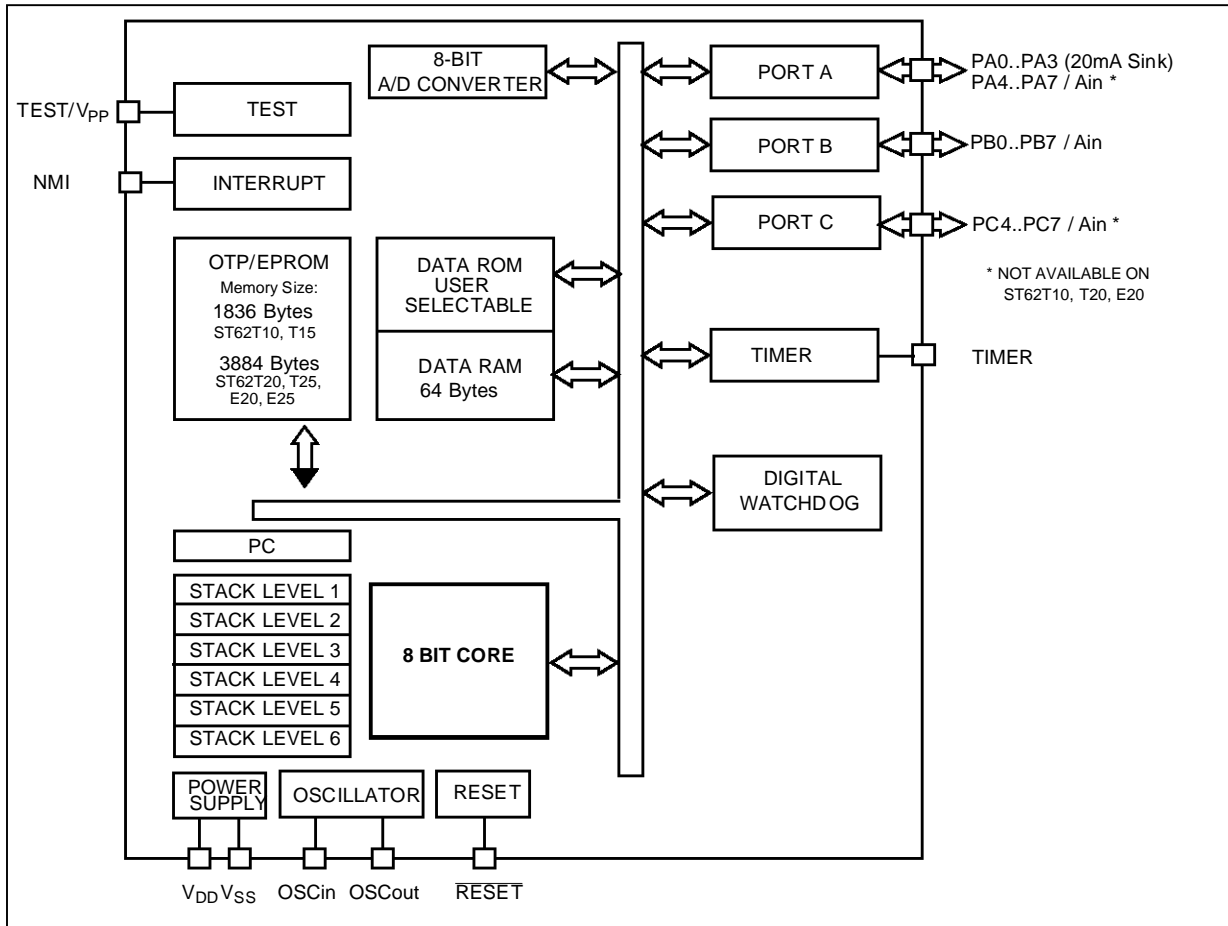 8-BIT
A/D CONVERTER
PORT A
PA0..PA3 (20mA Sink)
PA4..PA7 / Ain *
TEST/VPP
TEST
PORT B
PB0..PB7 / Ain
NMI
INTERRUPT
PORT C
PC4..PC7 / Ain *
OTP/EPROM
Memory Size:
1836 Bytes
ST62T10, T15
3884 Bytes
ST62T20, T25,
E20, E25
DATA ROM
USER
SELECTABLE
DATA RAM
64 Bytes
* NOT AVAILABLE ON
ST62T10, T20, E20
TIMER
TIMER
DIGITAL
WATCHDOG
PC
STACK LEVEL 1
STACK LEVEL 2
STACK LEVEL 3
STACK LEVEL 4
STACK LEVEL 5
STACK LEVEL 6
8 BIT CORE
POWER
SUPPLY
OSCILLATOR
RESET
VDD VSS
OSCin
OSCout
RESET